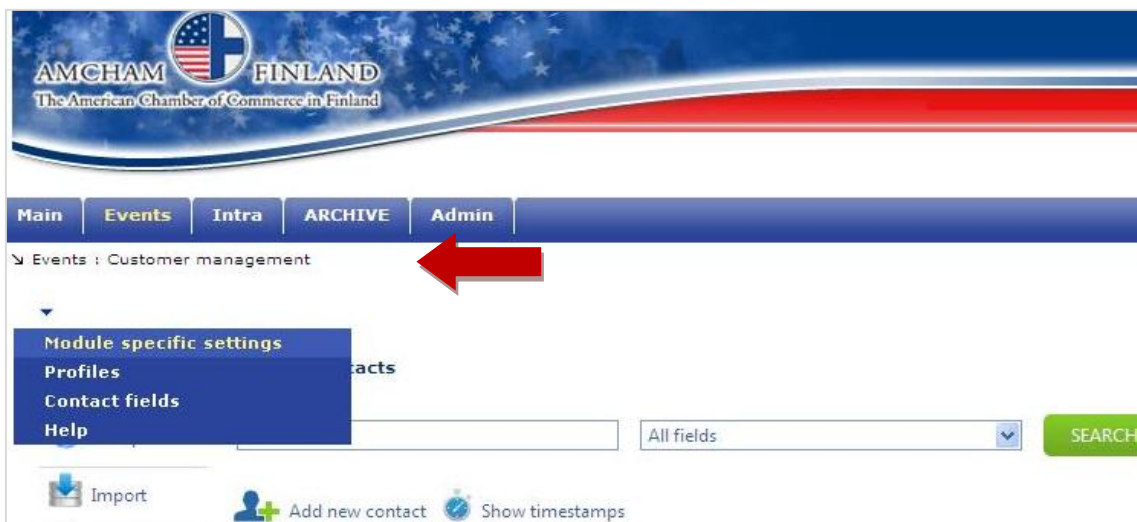 AMCHAM FINLAND
The American Chamber of Commerce in Finland
Main Events Intra ARCHIVE Admin
Events : Customer management
Module specific settings
Profiles
tacts
Contact fields
Help
All fields
SEARCH
Import
Add new contact Show timestamps